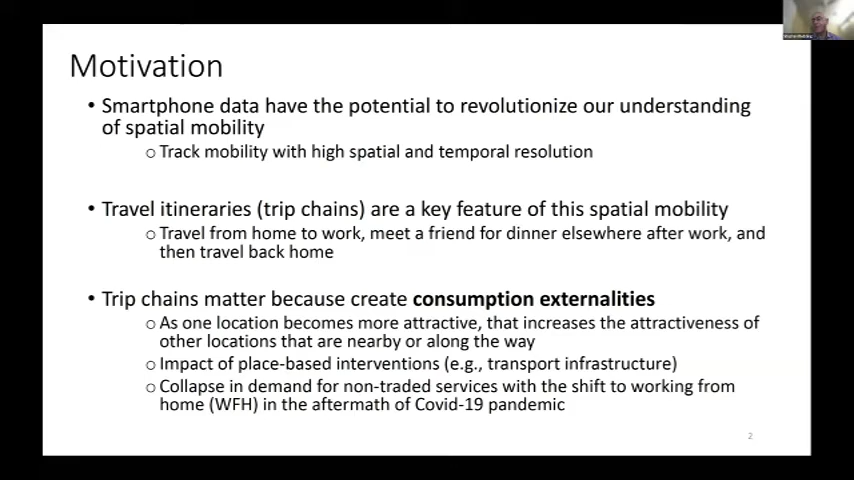 Motivation
• Smartphone data have the potential to revolutionize our understanding
of spatial mobility
o Track mobility with high spatial and temporal resolution
• Travel itineraries (trip chains) are a key feature of this spatial mobility
o Travel from home to work, meet a friend for dinner elsewhere after work, and
then travel back home
• Trip chains matter because create consumption externalities
o As one location becomes more attractive, that increases the attractiveness of
other locations that are nearby or along the way
o Impact of place-based interventions (e.g., transport infrastructure)
o Collapse in demand for non-traded services with the shift to working from
home (WFH) in the aftermath of Covid-19 pandemic
2